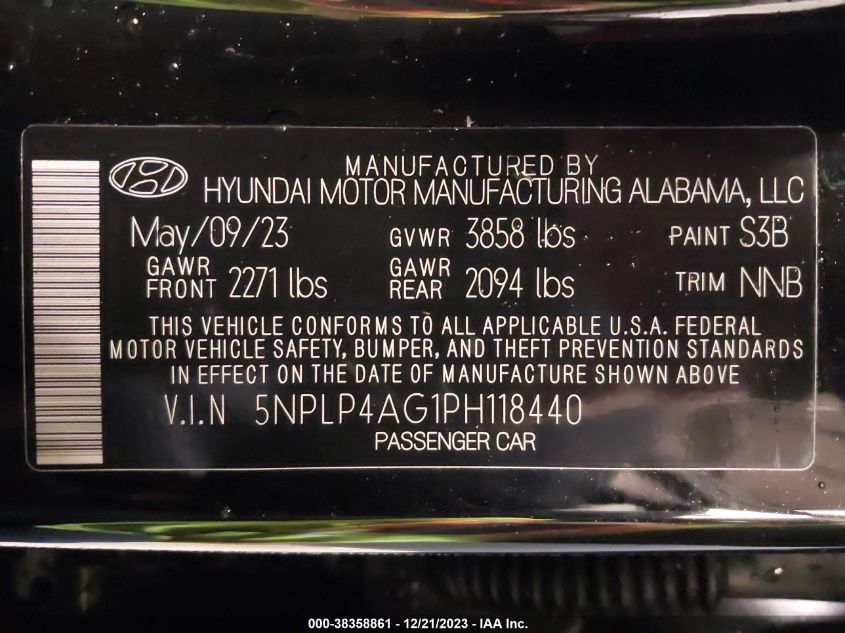 MANUFACTURED BY
HYUNDAI MOTOR MANUFACTURING ALABAMA, LLC
May/09/23 GVWR 3858 lbs PAINT S3B
GAWR FRONT 2271 lbs GAWR REAR 2094 lbs TRIM NNB
THIS VEHICLE CONFORMS TO ALL APPLICABLE U.S.A. FEDERAL
MOTOR VEHICLE SAFETY, BUMPER, AND THEFT PREVENTION STANDARDS
IN EFFECT ON THE DATE OF MANUFACTURE SHOWN ABOVE
V.I.N 5NPLP4AG1PH118440
PASSENGER CAR
000-38358861 - 12/21/2023 - IAA Inc.